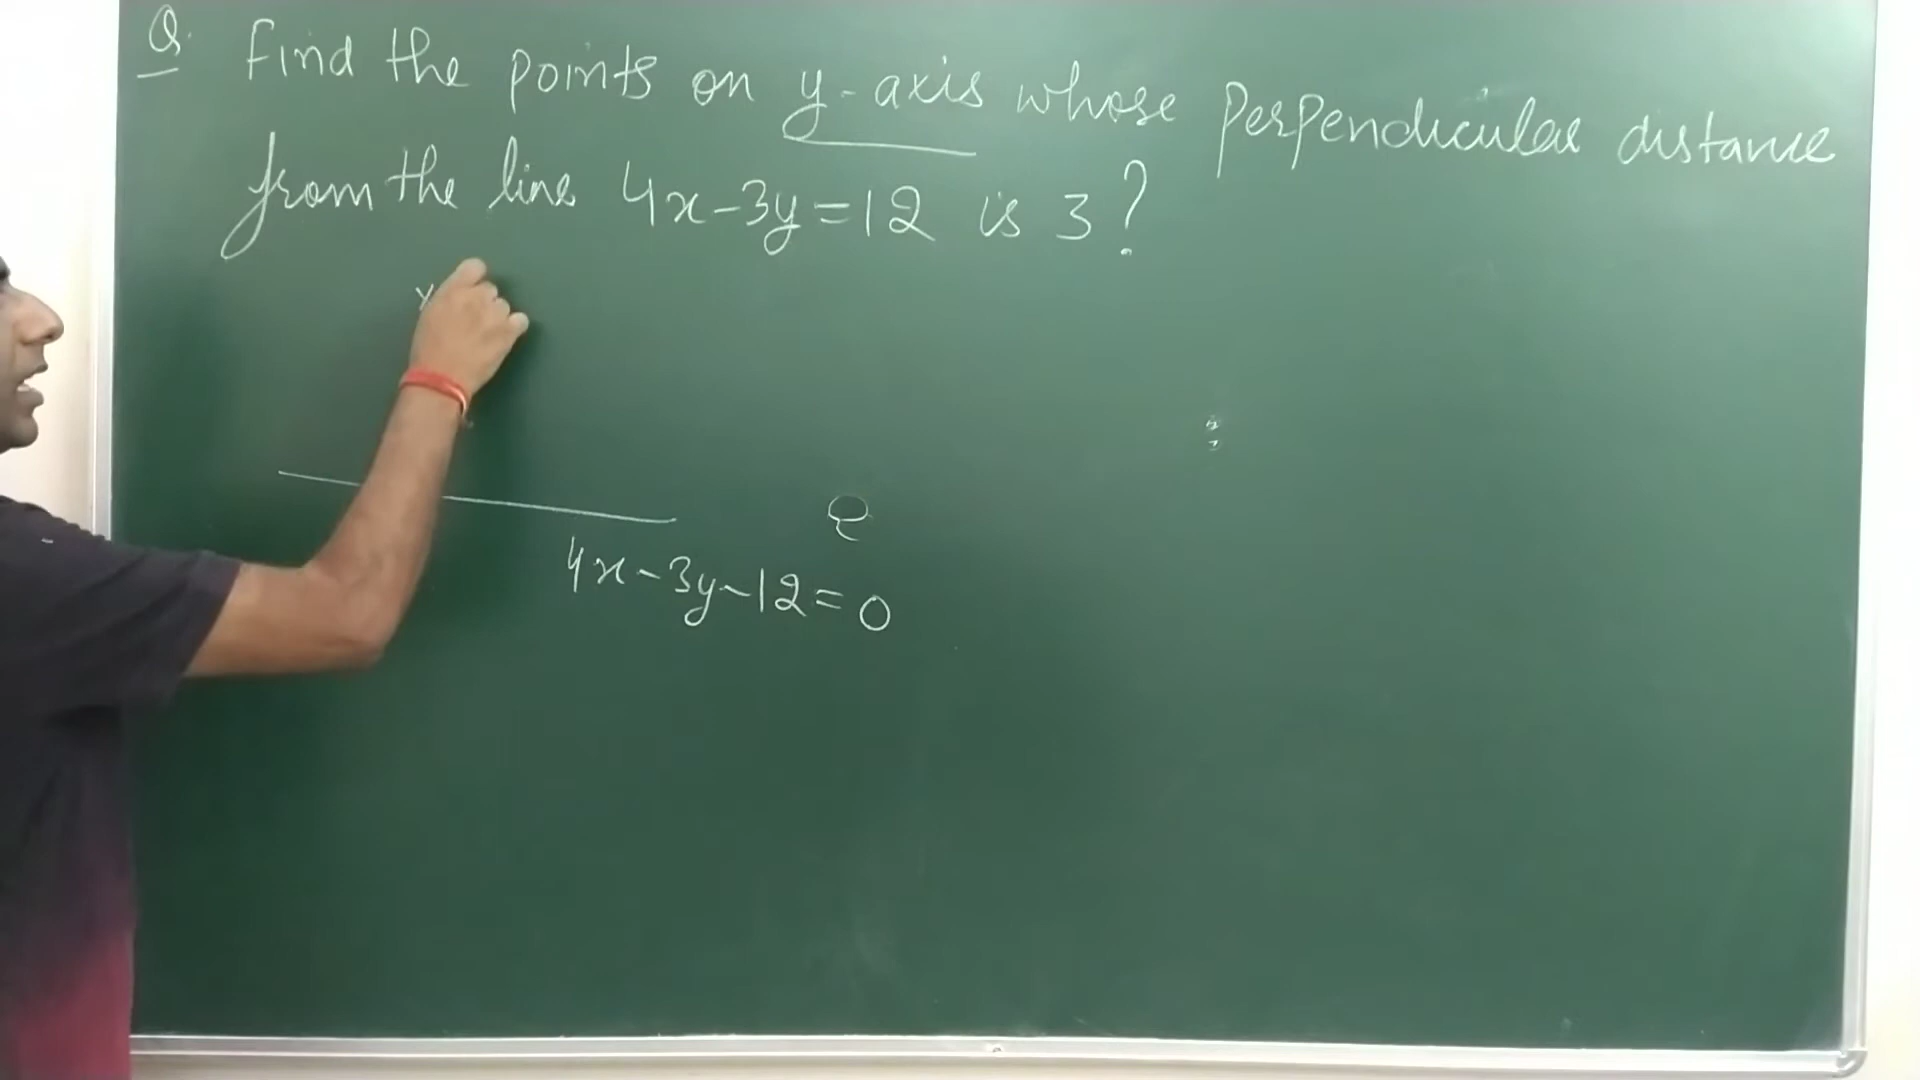 Q. Find the points on y-axis whose perpendicular distance
from the line 4x-3y=12 is 3?
4x-3y-12=0